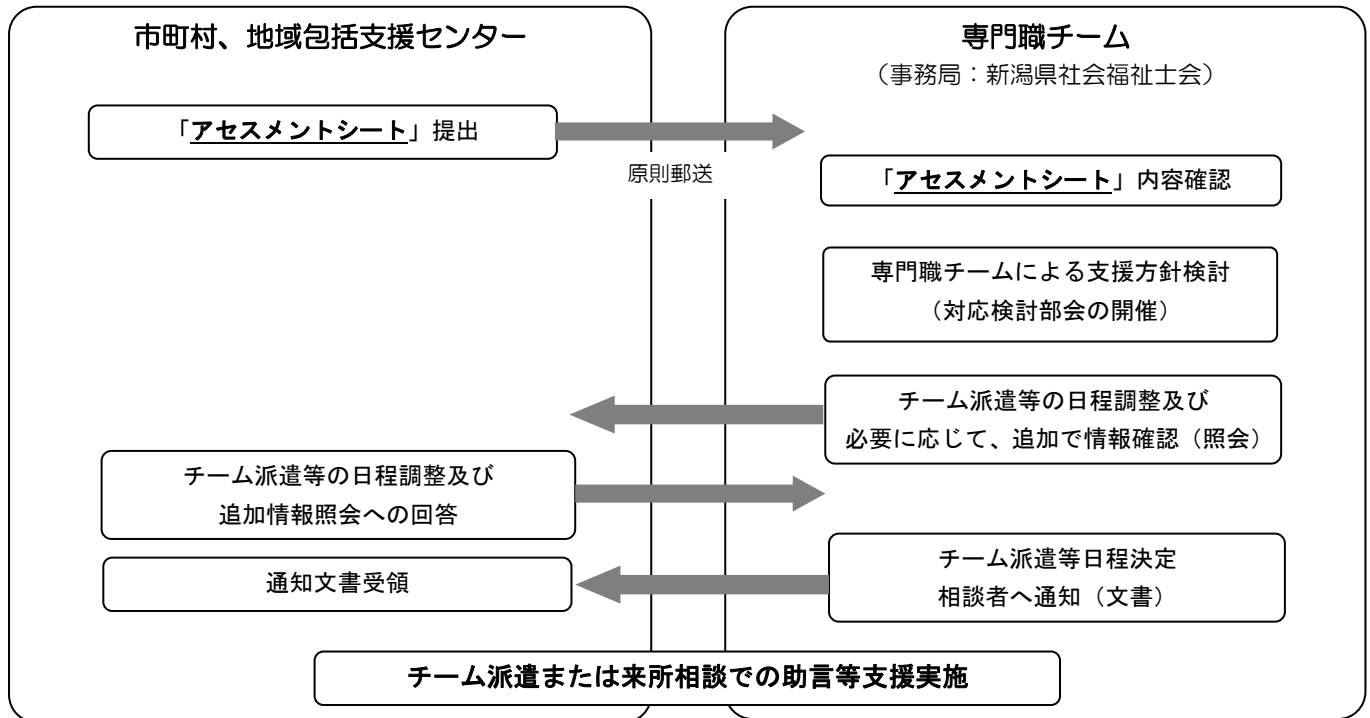 市町村、地域包括支援センター
専門職チーム
（事務局：新潟県社会福祉士会）
「アセスメントシート」提出
原則郵送
「アセスメントシート」内容確認
専門職チームによる支援方針検討
（対応検討部会の開催）
チーム派遣等の日程調整及び
必要に応じて、追加で情報確認（照会）
チーム派遣等の日程調整及び
追加情報照会への回答
チーム派遣等日程決定
相談者へ通知（文書）
通知文書受領
チーム派遣または来所相談での助言等支援実施